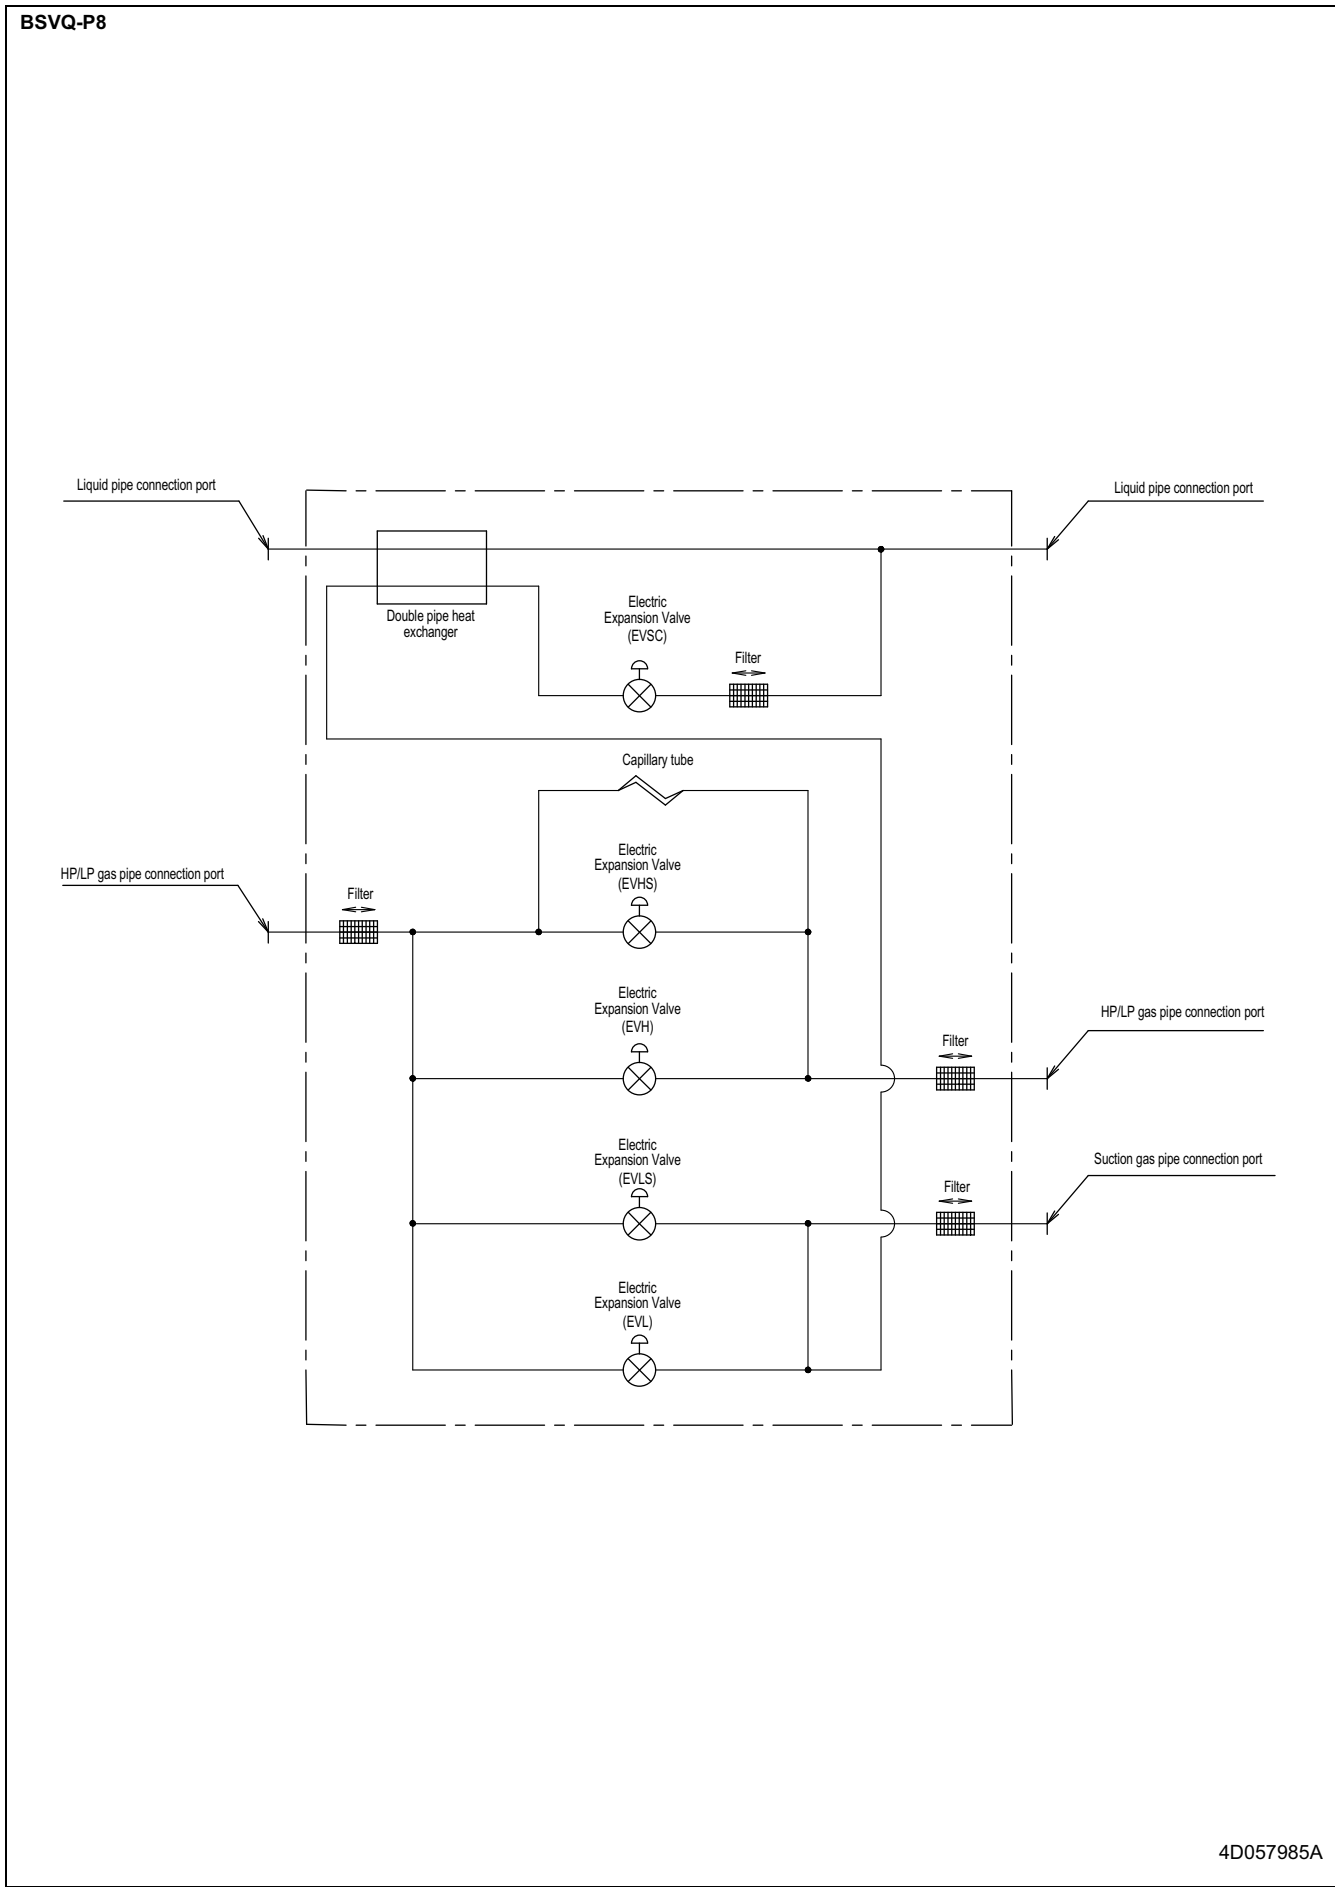 BSVQ-P8
Liquid pipe connection port
Liquid pipe connection port
Double pipe heat
exchanger
Electric
Expansion Valve
(EVSC)
Filter
Capillary tube
HP/LP gas pipe connection port
Filter
Electric
Expansion Valve
(EVHS)
Electric
Expansion Valve
(EVH)
Filter
HP/LP gas pipe connection port
Electric
Expansion Valve
(EVLS)
Filter
Suction gas pipe connection port
Electric
Expansion Valve
(EVL)
4D057985A